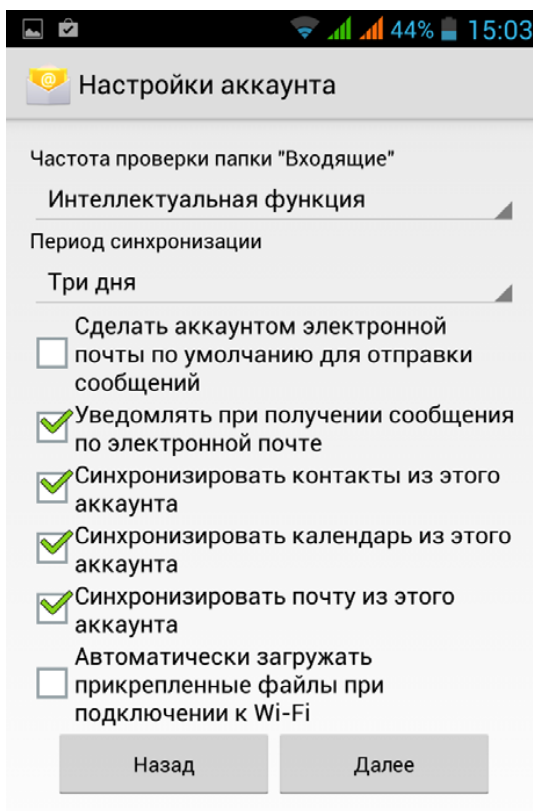 44% 15:03
Настройки аккаунта
Частота проверки папки "Входящие"
Интеллектуальная функция
Период синхронизации
Три дня
Сделать аккаунтом электронной
почты по умолчанию для отправки
сообщений
Уведомлять при получении сообщения
по электронной почте
Синхронизировать контакты из этого
аккаунта
Синхронизировать календарь из этого
аккаунта
Синхронизировать почту из этого
аккаунта
Автоматически загружать
прикрепленные файлы при
подключении к Wi-Fi
Назад Далее